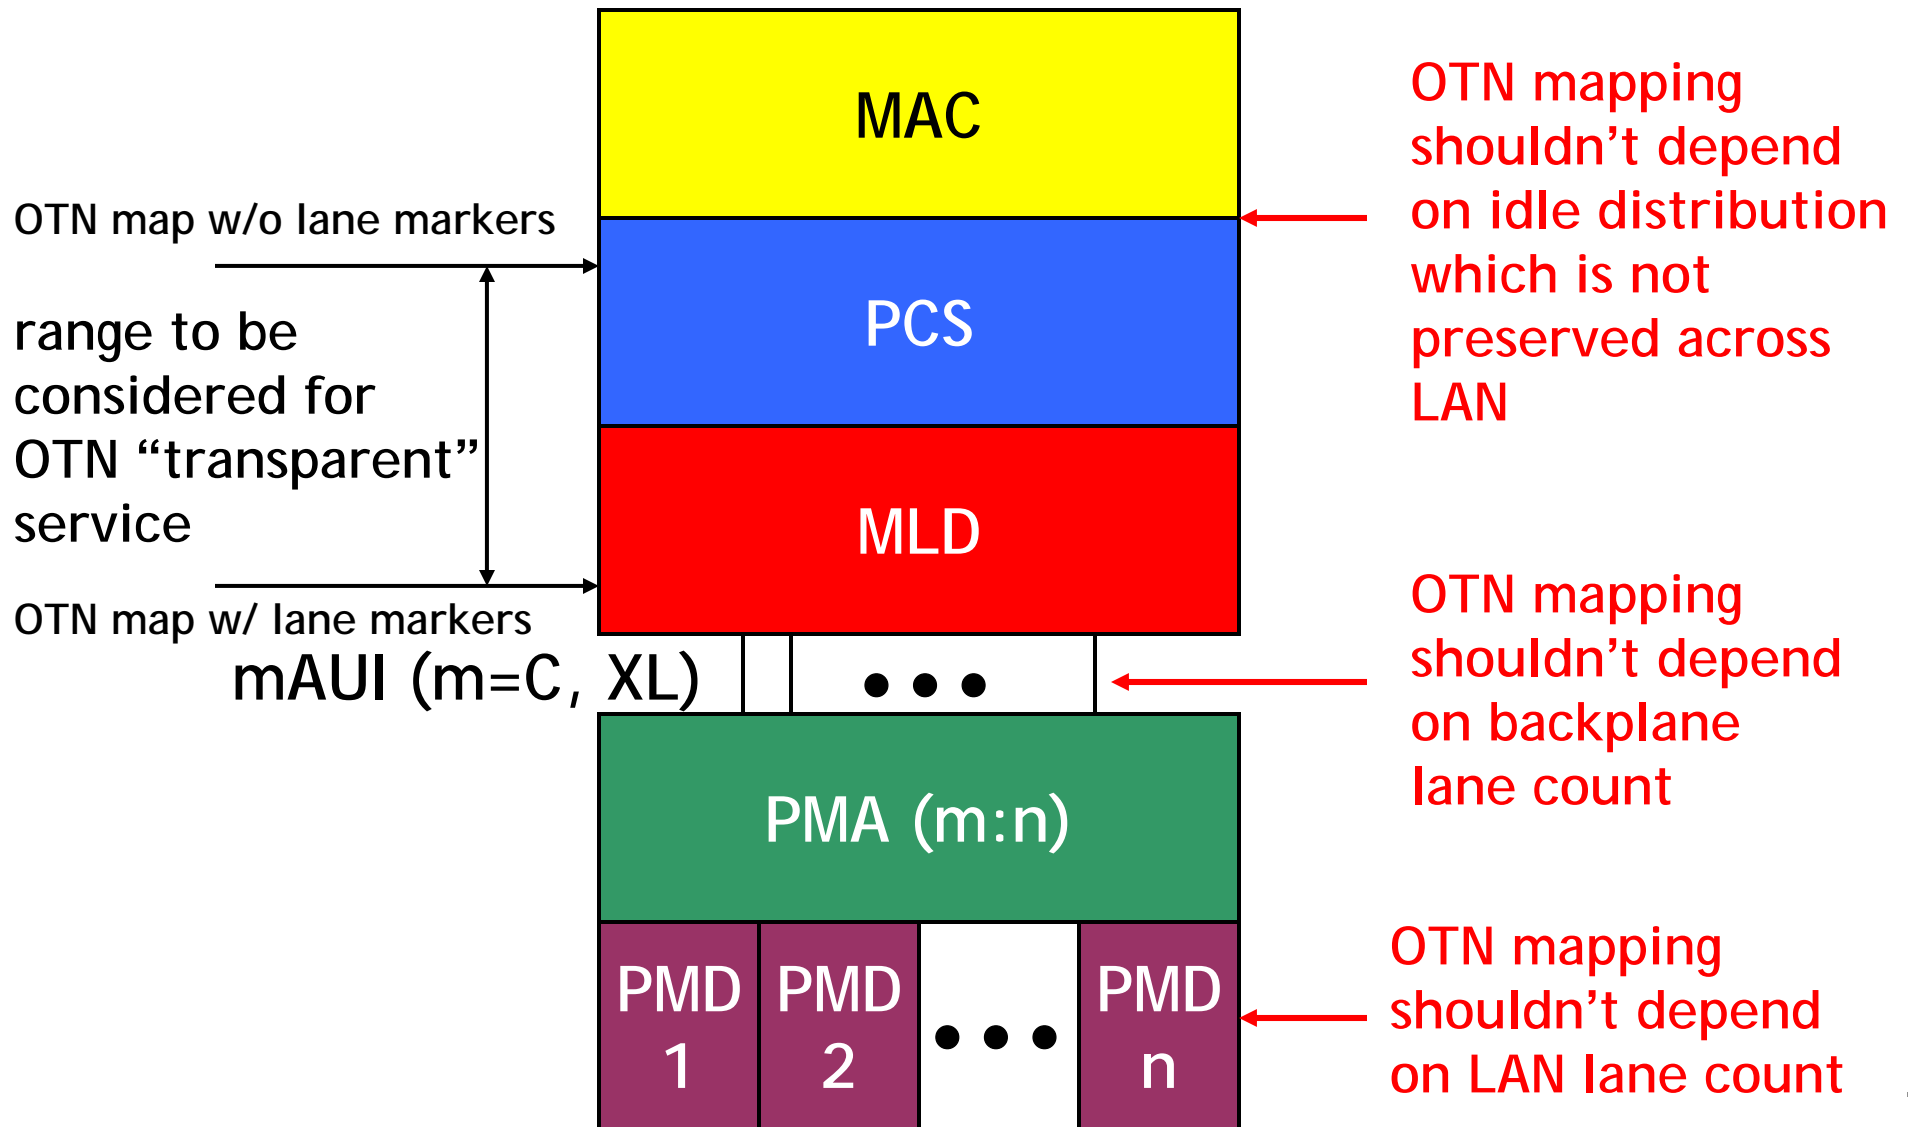 MAC
OTN mapping
shouldn’t depend
on idle distribution
which is not
preserved across
LAN
OTN map w/o lane markers
PCS
range to be
considered for
OTN “transparent”
service
MLD
OTN map w/ lane markers
mAUI (m=C, XL)
OTN mapping
shouldn’t depend
on backplane
lane count
PMA (m:n)
PMD
1
PMD
2
PMD
n
OTN mapping
shouldn’t depend
on LAN lane count